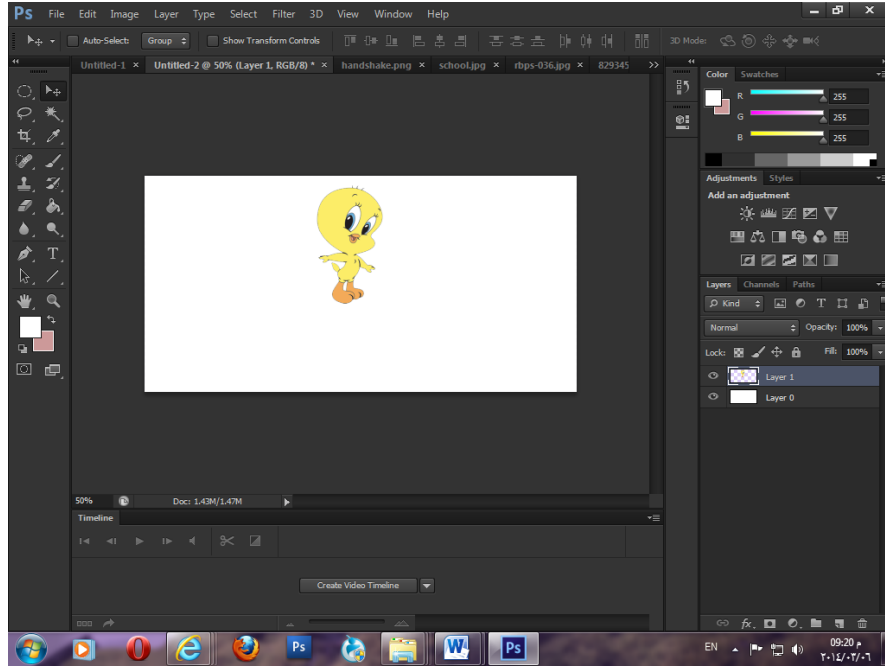 Ps File Edit Image Layer Type Select Filter 3D View Window Help
Auto-Select: Group Show Transform Controls 3D Mode:
Untitled-1 × Untitled-2 @ 50% (Layer 1, RGB/8) * × handshake.png × school.jpg × rbps-036.jpg × 829345 >>
Color Swatches
R 255
G 255
B 255
Adjustments Styles
Add an adjustment
Layers Channels Paths
Kind T
Normal Opacity: 100%
Lock: Fill: 100%
Layer 1
Layer 0
50% Doc: 1.43M/1.47M
Timeline
Create Video Timeline
fx.
Ps W Ps EN 09:20 م
٢٠١٤/٠٣/٠٦